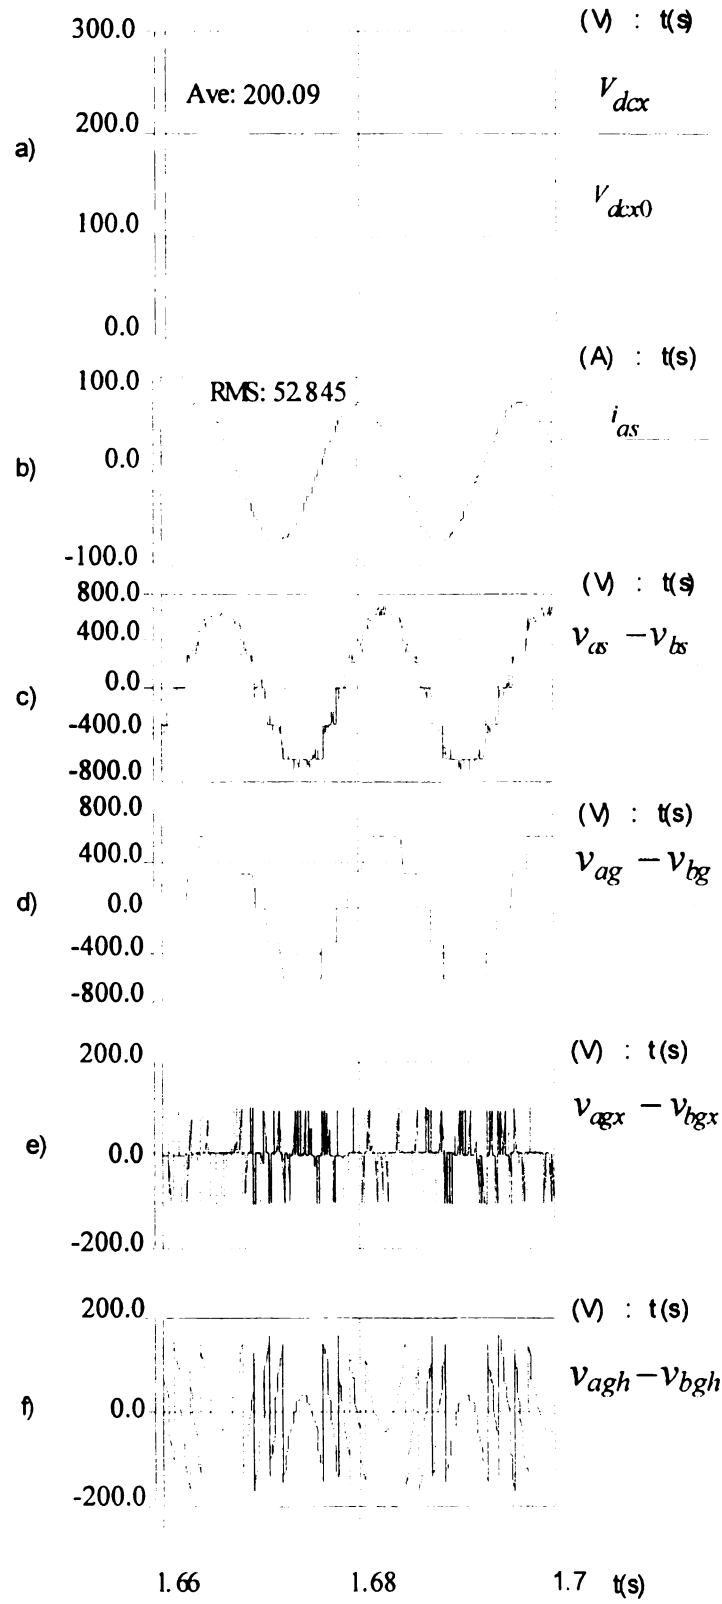 300.0
(V) : t(s)
Ave: 200.09
V_dcx
200.0
a)
V_dcx0
100.0
0.0
(A) : t(s)
100.0
RMS: 52.845
i_as
0.0
b)
-100.0
(V) : t(s)
800.0
400.0
v_as − v_bs
0.0
c)
-400.0
-800.0
800.0
(V) : t(s)
400.0
v_ag − v_bg
d)
0.0
-400.0
-800.0
200.0
(V) : t(s)
v_agx − v_bgx
e)
0.0
-200.0
200.0
(V) : t(s)
v_agh − v_bgh
f)
0.0
-200.0
1.66 1.68 1.7 t(s)